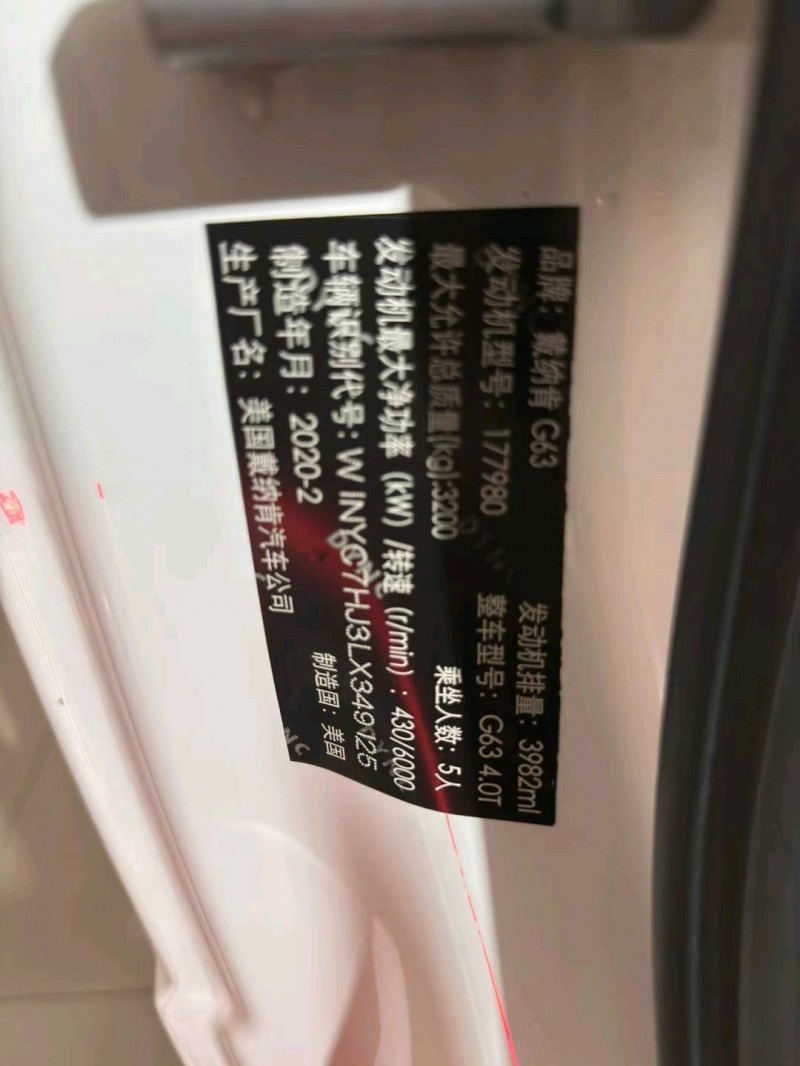 品牌：戴纳肯 G63 发动机排量：3982ml
发动机型号：177980 整车型号：G63 4.0T
最大允许总质量(kg):3200 乘坐人数：5人
发动机最大净功率（kW）/转速（r/min）：430/6000
车辆识别代号：W1NYC7HJ3LX349425
制造年月：2020-2 制造国：美国
生产厂名：美国戴纳肯汽车公司